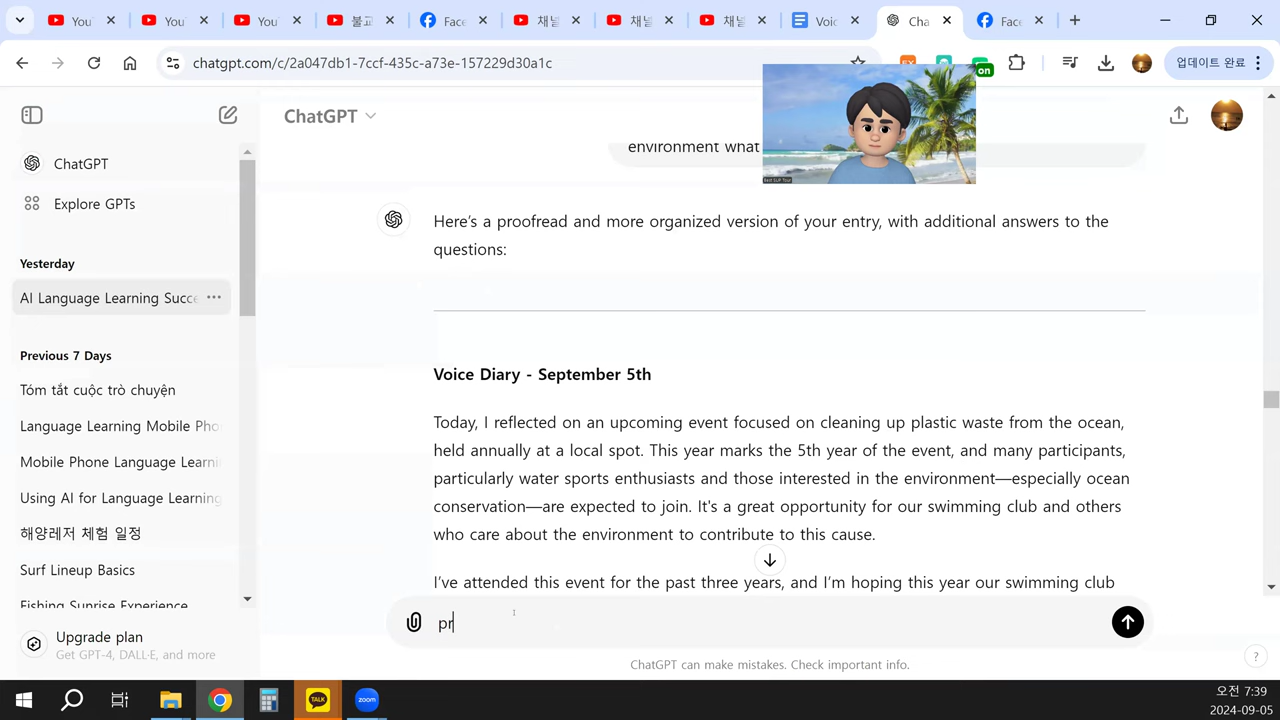 You
You
You
불교
Face
채널
채널
채널
Voic
Cha
Face
chatgpt.com/c/2a047db1-7ccf-435c-a73e-157229d30a1c
업데이트 완료
on
Best SUP Tour
ChatGPT
ChatGPT
Explore GPTs
Yesterday
AI Language Learning Succe
Previous 7 Days
Tóm tắt cuộc trò chuyện
Language Learning Mobile Pho
Mobile Phone Language Learni
Using AI for Language Learning
해양레저 체험 일정
Surf Lineup Basics
Fishing Sunrise Experience
Upgrade plan
Get GPT-4, DALL·E, and more
environment what
Here's a proofread and more organized version of your entry, with additional answers to the
questions:
Voice Diary - September 5th
Today, I reflected on an upcoming event focused on cleaning up plastic waste from the ocean,
held annually at a local spot. This year marks the 5th year of the event, and many participants,
particularly water sports enthusiasts and those interested in the environment—especially ocean
conservation—are expected to join. It's a great opportunity for our swimming club and others
who care about the environment to contribute to this cause.
I've attended this event for the past three years, and I'm hoping this year our swimming club
pr
ChatGPT can make mistakes. Check important info.
?
TALK
zoom
오전 7:39
2024-09-05